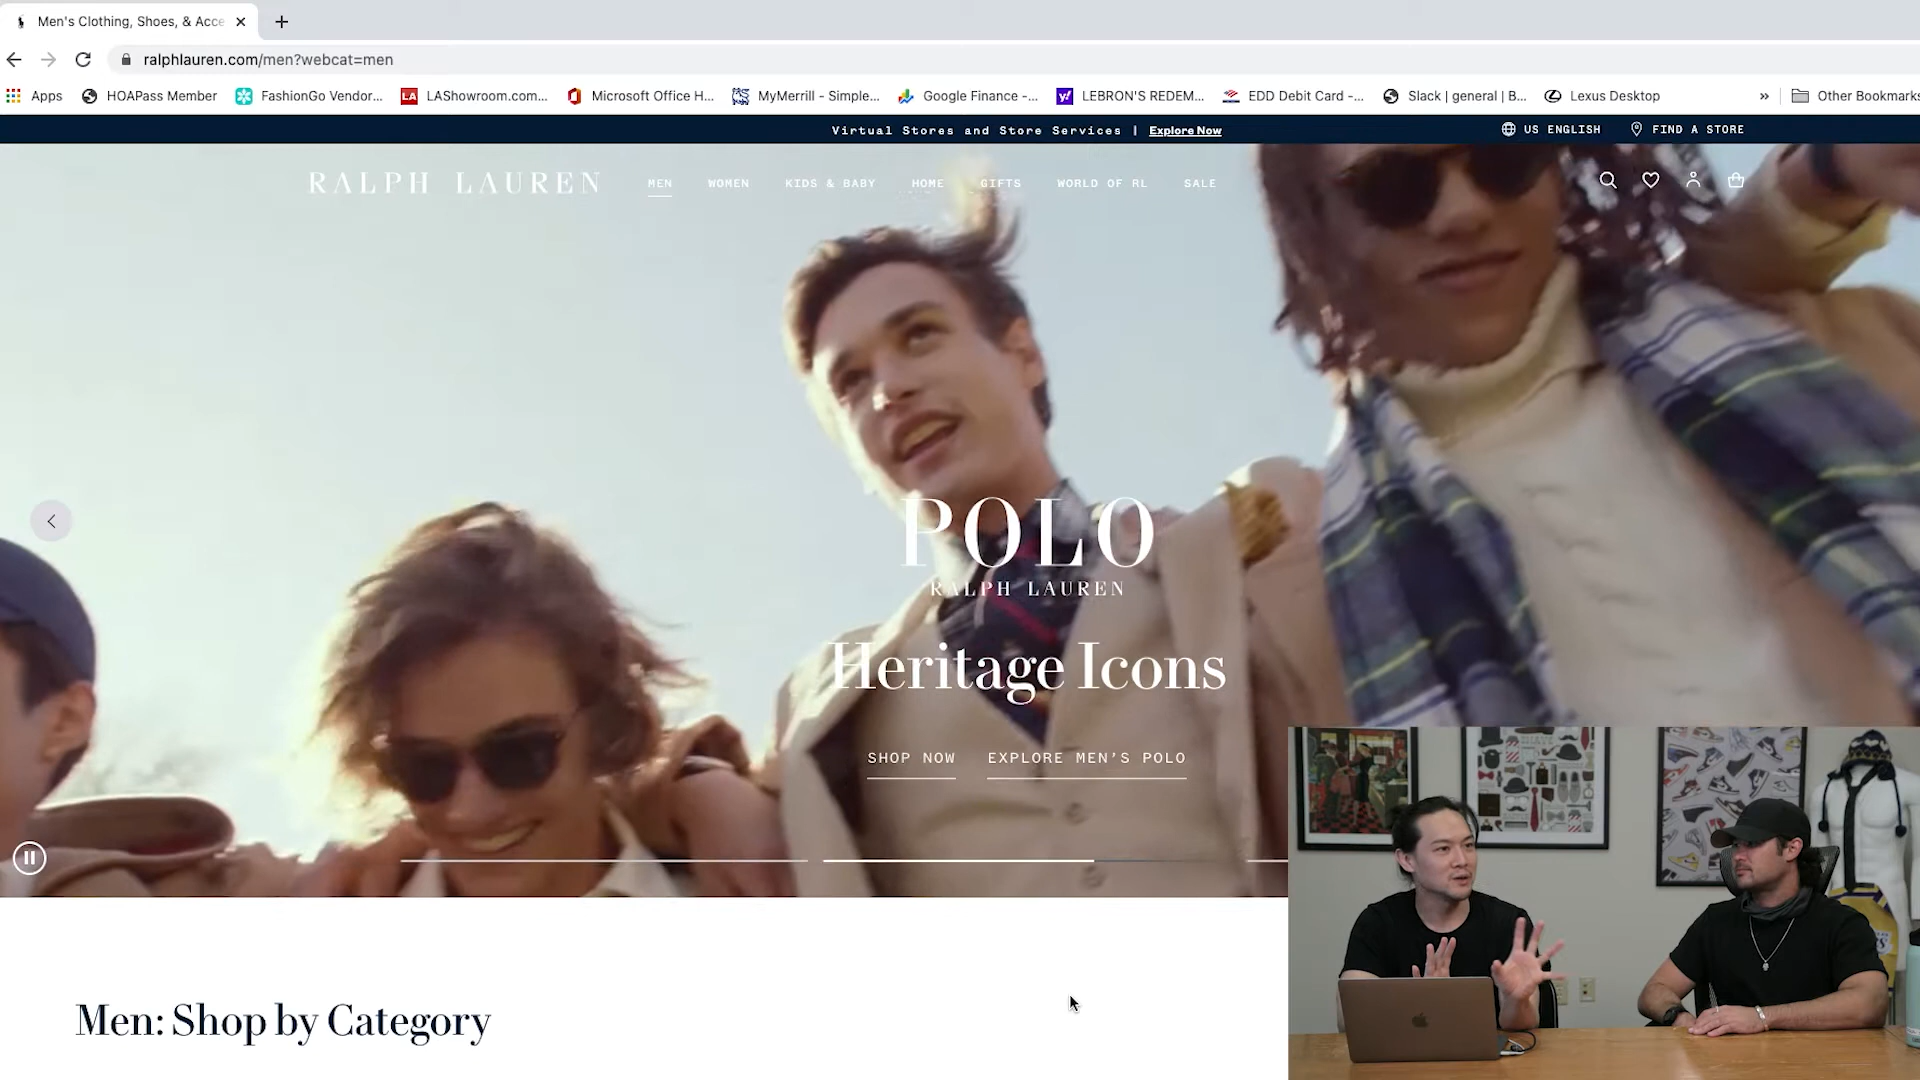 Men's Clothing, Shoes, & Acce
ralphlauren.com/men?webcat=men
Apps
HOAPass Member
FashionGo Vendor...
LA
LAShowroom.com...
Microsoft Office H...
MyMerrill - Simple...
Google Finance -...
y!
LEBRON'S REDEM...
EDD Debit Card -...
Slack | general | B...
Lexus Desktop
»
Other Bookmarks
Virtual Stores and Store Services | Explore Now
US ENGLISH
FIND A STORE
RALPH LAUREN
MEN
WOMEN
KIDS & BABY
HOME
GIFTS
WORLD OF RL
SALE
POLO
RALPH LAUREN
Heritage Icons
SHOP NOW
EXPLORE MEN'S POLO
Men: Shop by Category